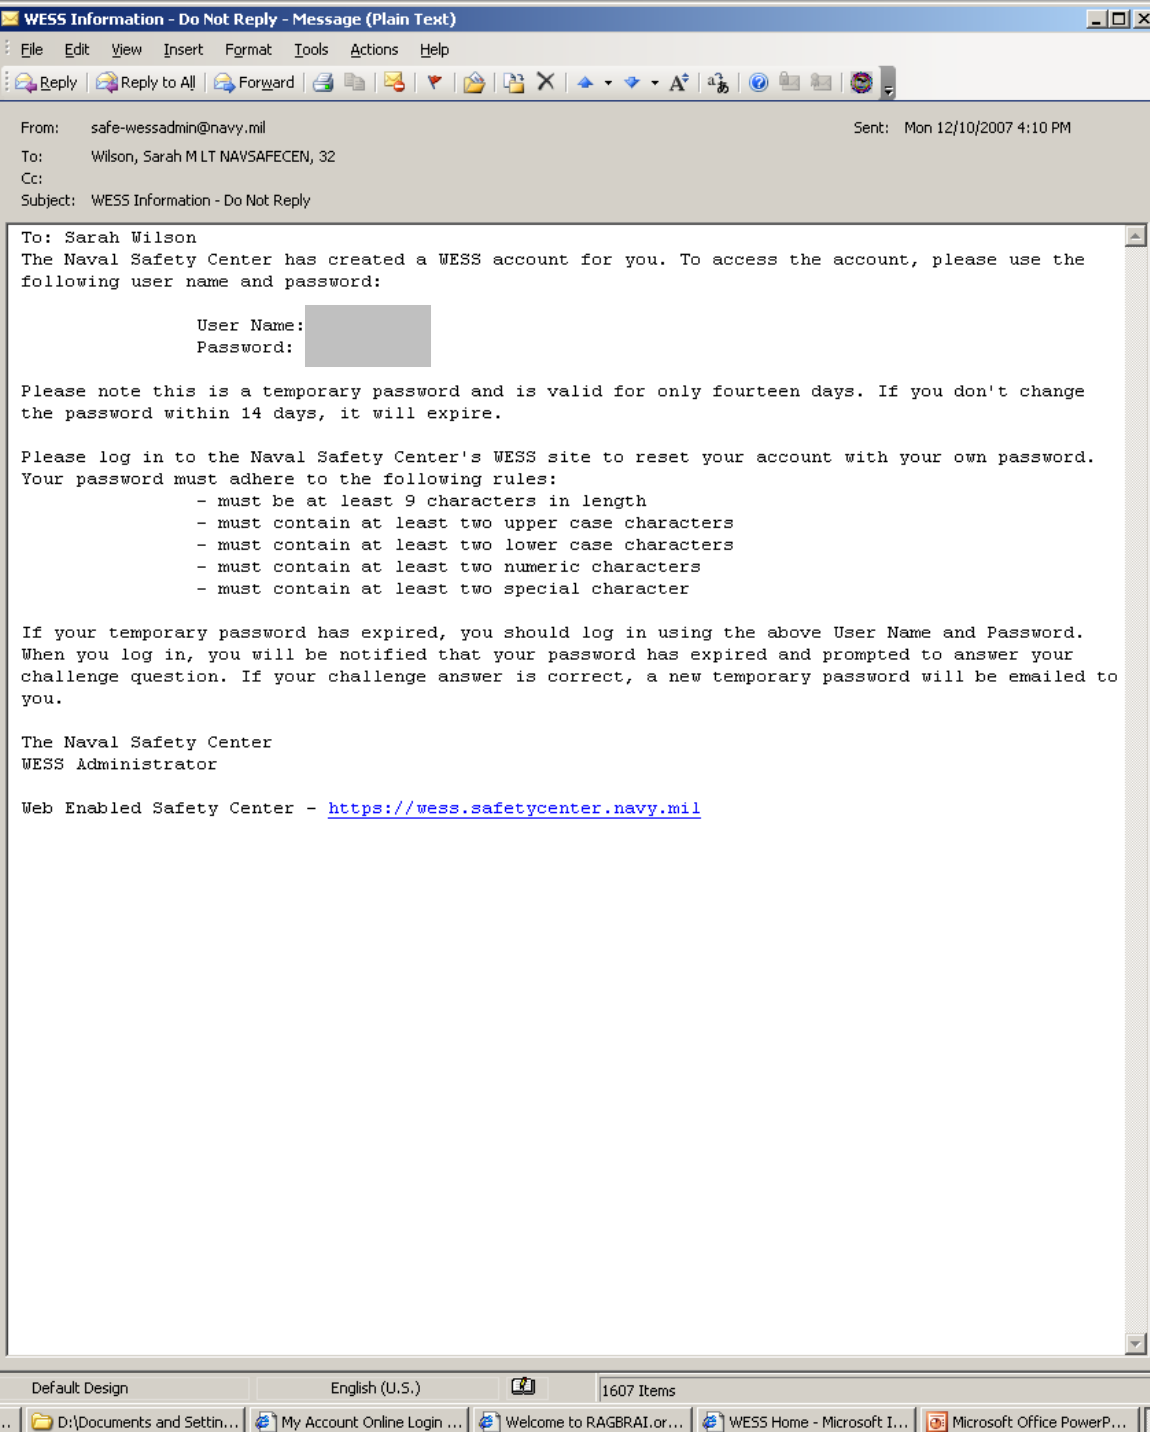 WESS Information - Do Not Reply - Message (Plain Text)
File Edit View Insert Format Tools Actions Help
Reply Reply to All Forward
From: safe-wessadmin@navy.mil Sent: Mon 12/10/2007 4:10 PM
To: Wilson, Sarah M LT NAVSAFECEN, 32
Cc:
Subject: WESS Information - Do Not Reply
To: Sarah Wilson
The Naval Safety Center has created a WESS account for you. To access the account, please use the
following user name and password:
User Name:
Password:
Please note this is a temporary password and is valid for only fourteen days. If you don't change
the password within 14 days, it will expire.
Please log in to the Naval Safety Center's WESS site to reset your account with your own password.
Your password must adhere to the following rules:
- must be at least 9 characters in length
- must contain at least two upper case characters
- must contain at least two lower case characters
- must contain at least two numeric characters
- must contain at least two special character
If your temporary password has expired, you should log in using the above User Name and Password.
When you log in, you will be notified that your password has expired and prompted to answer your
challenge question. If your challenge answer is correct, a new temporary password will be emailed to
you.
The Naval Safety Center
WESS Administrator
Web Enabled Safety Center - https://wess.safetycenter.navy.mil
Default Design English (U.S.) 1607 Items
.. D:\Documents and Settin... My Account Online Login ... Welcome to RAGBRAI.or... WESS Home - Microsoft I... Microsoft Office PowerP...